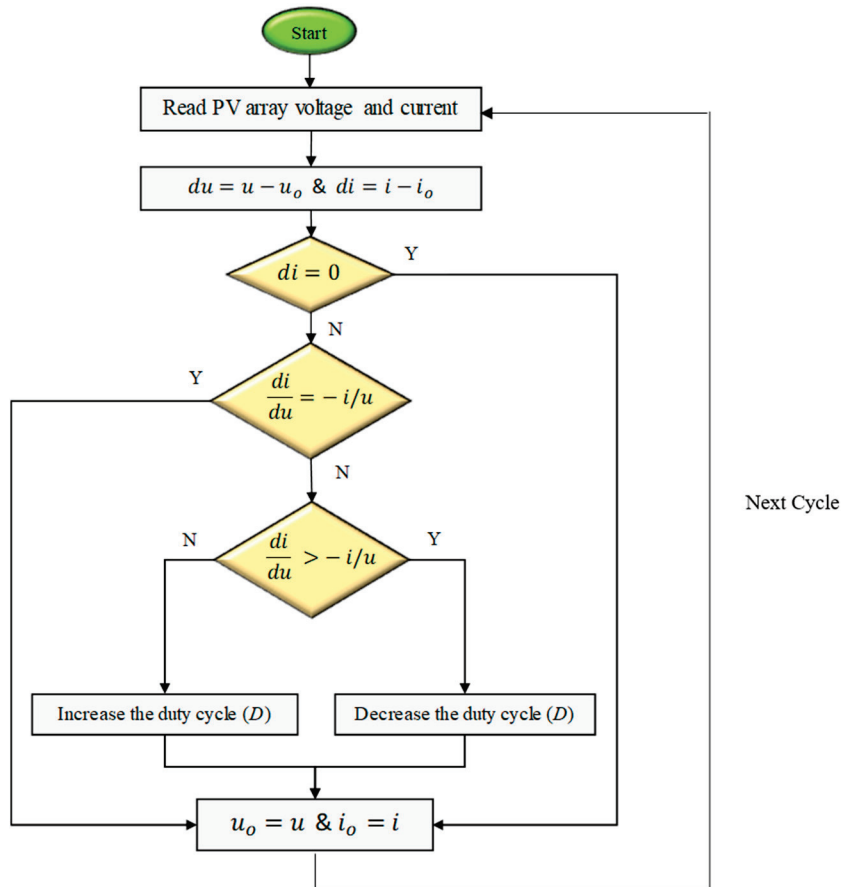 Start
Read PV array voltage and current
du = u − u_o & di = i − i_o
di = 0
Y
N
di/du = − i/u
Y
N
di/du > − i/u
N
Y
Next Cycle
Increase the duty cycle (D)
Decrease the duty cycle (D)
u_o = u & i_o = i